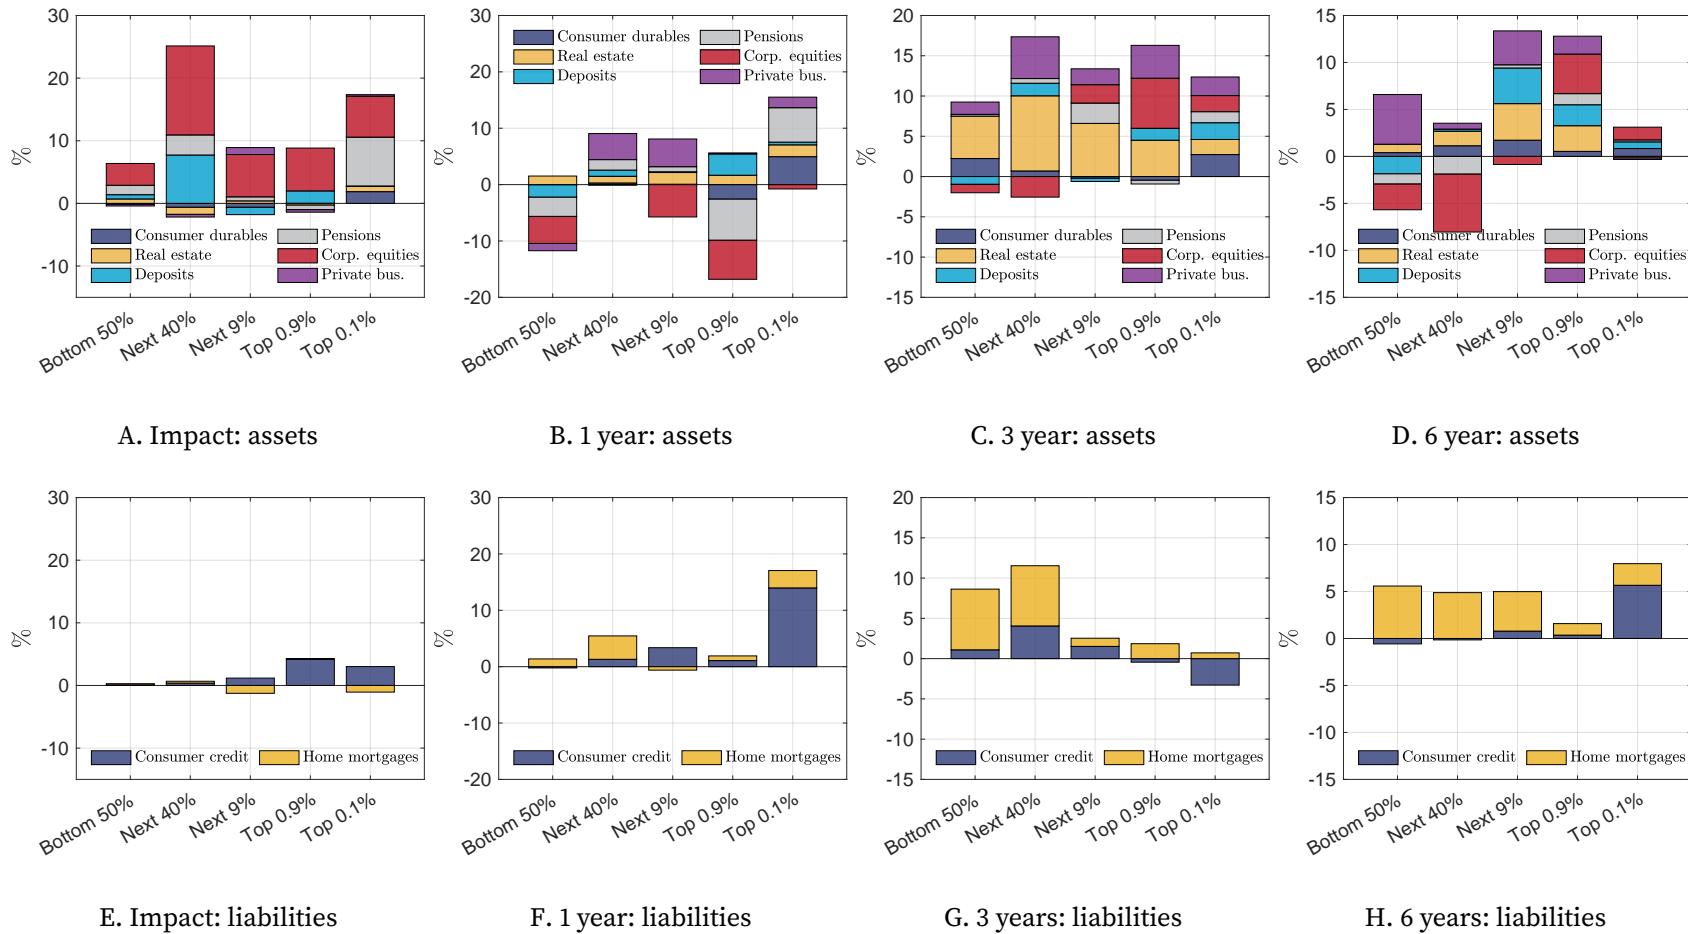 30
20
10
0
-10
%
Consumer durables
Pensions
Real estate
Corp. equities
Deposits
Private bus.
Bottom 50%
Next 40%
Next 9%
Top 0.9%
Top 0.1%
A. Impact: assets
30
20
10
0
-10
-20
%
Consumer durables
Pensions
Real estate
Corp. equities
Deposits
Private bus.
Bottom 50%
Next 40%
Next 9%
Top 0.9%
Top 0.1%
B. 1 year: assets
20
15
10
5
0
-5
-10
-15
%
Consumer durables
Pensions
Real estate
Corp. equities
Deposits
Private bus.
Bottom 50%
Next 40%
Next 9%
Top 0.9%
Top 0.1%
C. 3 year: assets
15
10
5
0
-5
-10
-15
%
Consumer durables
Pensions
Real estate
Corp. equities
Deposits
Private bus.
Bottom 50%
Next 40%
Next 9%
Top 0.9%
Top 0.1%
D. 6 year: assets
30
20
10
0
-10
%
Consumer credit
Home mortgages
Bottom 50%
Next 40%
Next 9%
Top 0.9%
Top 0.1%
E. Impact: liabilities
30
20
10
0
-10
-20
%
Consumer credit
Home mortgages
Bottom 50%
Next 40%
Next 9%
Top 0.9%
Top 0.1%
F. 1 year: liabilities
20
15
10
5
0
-5
-10
-15
%
Consumer credit
Home mortgages
Bottom 50%
Next 40%
Next 9%
Top 0.9%
Top 0.1%
G. 3 years: liabilities
15
10
5
0
-5
-10
-15
%
Consumer credit
Home mortgages
Bottom 50%
Next 40%
Next 9%
Top 0.9%
Top 0.1%
H. 6 years: liabilities